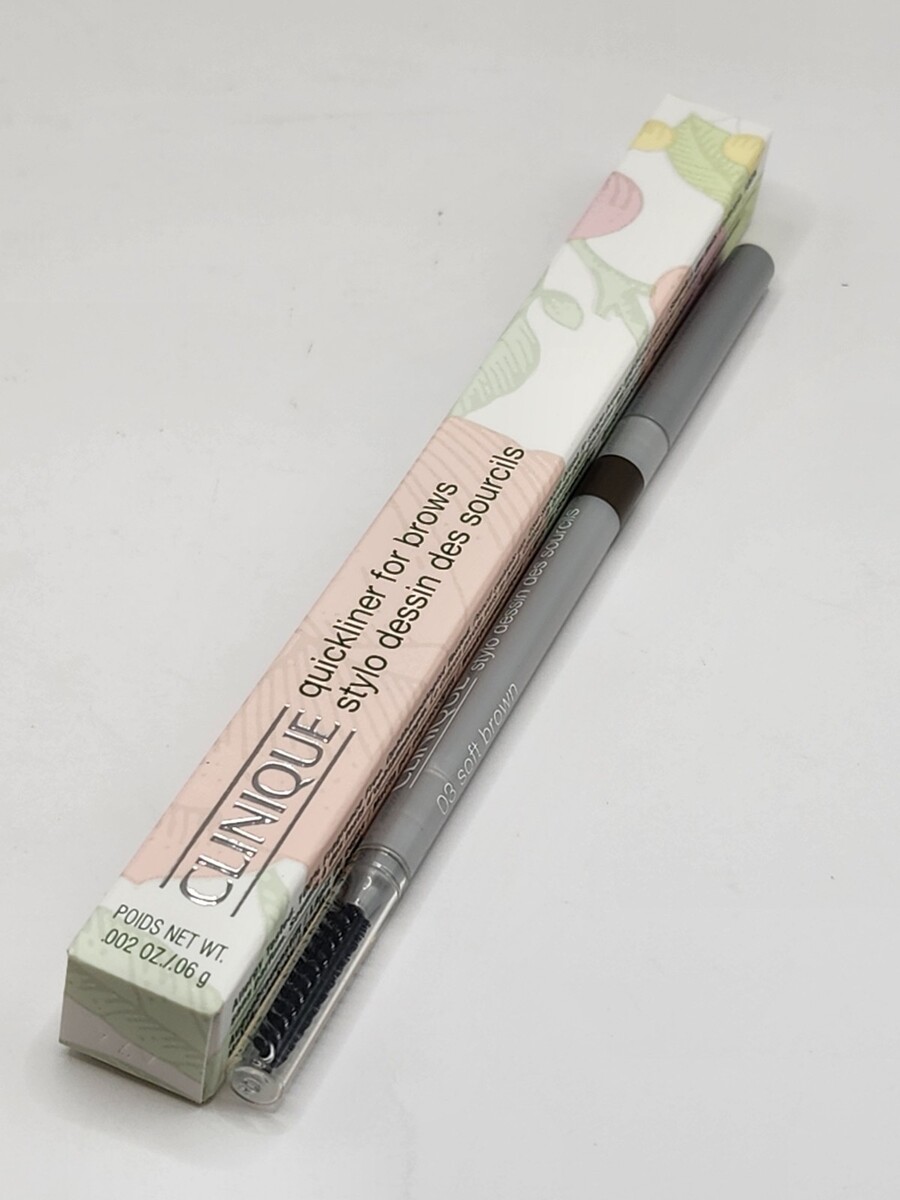 CLINIQUE
quickliner for brows
stylo dessin des sourcils
POIDS NET WT.
.002 OZ./.06 g
CLINIQUE
stylo dessin des sourcils
03 soft brown